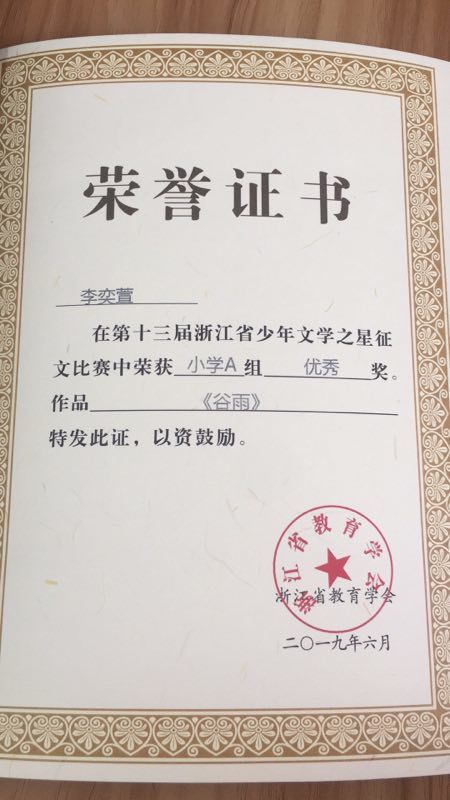 荣誉证书
李奕萱
在第十三届浙江省少年文学之星征
文比赛中荣获 小学A 组 优秀 奖。
作品 《谷雨》
特发此证，以资鼓励。
浙江省教育学会
浙江省教育学会
二〇一九年六月